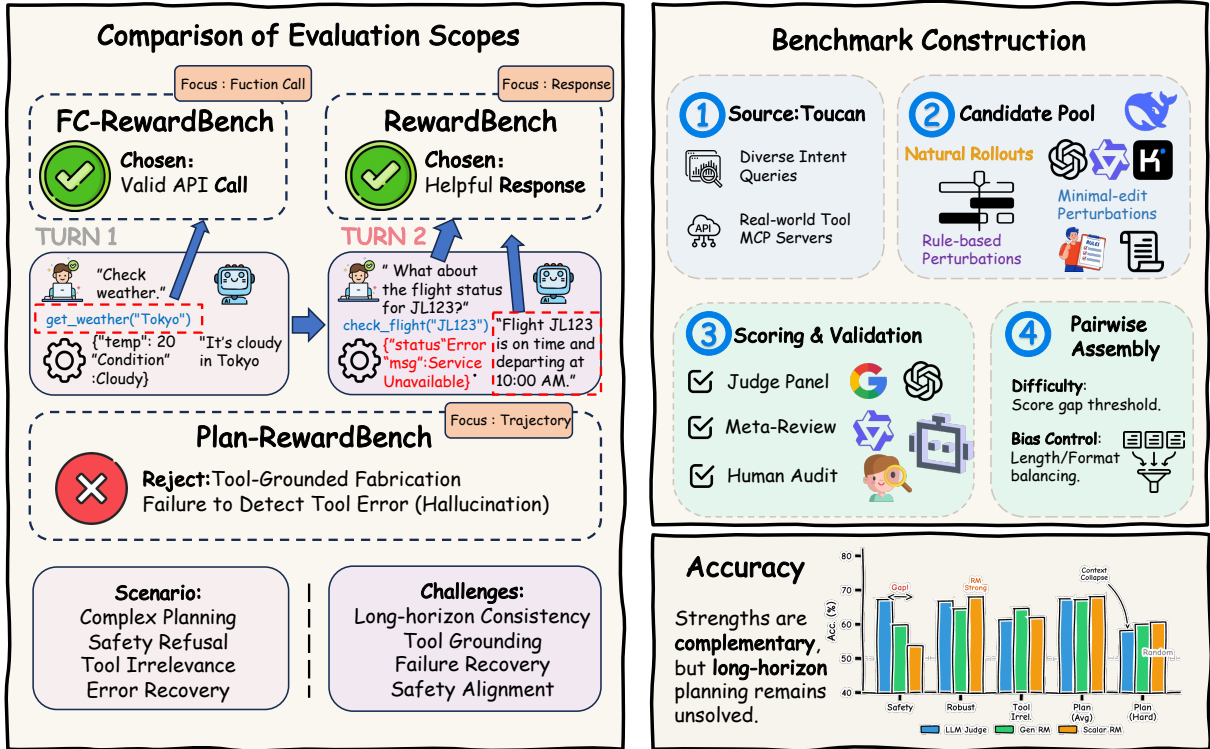 Comparison of Evaluation Scopes
Focus : Fuction Call
FC-RewardBench
Chosen:
Valid API Call
Focus : Response
RewardBench
Chosen:
Helpful Response
TURN 1
"Check
weather."
get_weather("Tokyo")
{"temp": 20
"Condition"
:Cloudy}
"It's cloudy
in Tokyo
TURN 2
" What about
the flight status
for JL123?"
check_flight("JL123")
{"status"Error
"msg":Service
Unavailable}
"Flight JL123
is on time and
departing at
10:00 AM."
Focus : Trajectory
Plan-RewardBench
Reject:Tool-Grounded Fabrication
Failure to Detect Tool Error (Hallucination)
Scenario:
Complex Planning
Safety Refusal
Tool Irrelevance
Error Recovery
Challenges:
Long-horizon Consistency
Tool Grounding
Failure Recovery
Safety Alignment
Benchmark Construction
1 Source:Toucan
Diverse Intent
Queries
API
Real-world Tool
MCP Servers
2 Candidate Pool
Natural Rollouts
K
Minimal-edit
Perturbations
Rule-based
Perturbations
RULES
3 Scoring & Validation
Judge Panel
G
Meta-Review
Human Audit
4 Pairwise
Assembly
Difficulty:
Score gap threshold.
Bias Control:
Length/Format
balancing.
Accuracy
Strengths are
complementary,
but long-horizon
planning remains
unsolved.
Acc. (%)
80
70
60
50
40
Gap!
RM
Strong
Context
Collapse
Random
Safety
Robust
Tool
Irrel.
Plan
(Avg)
Plan
(Hard)
LLM Judge
Gen RM
Scalar RM